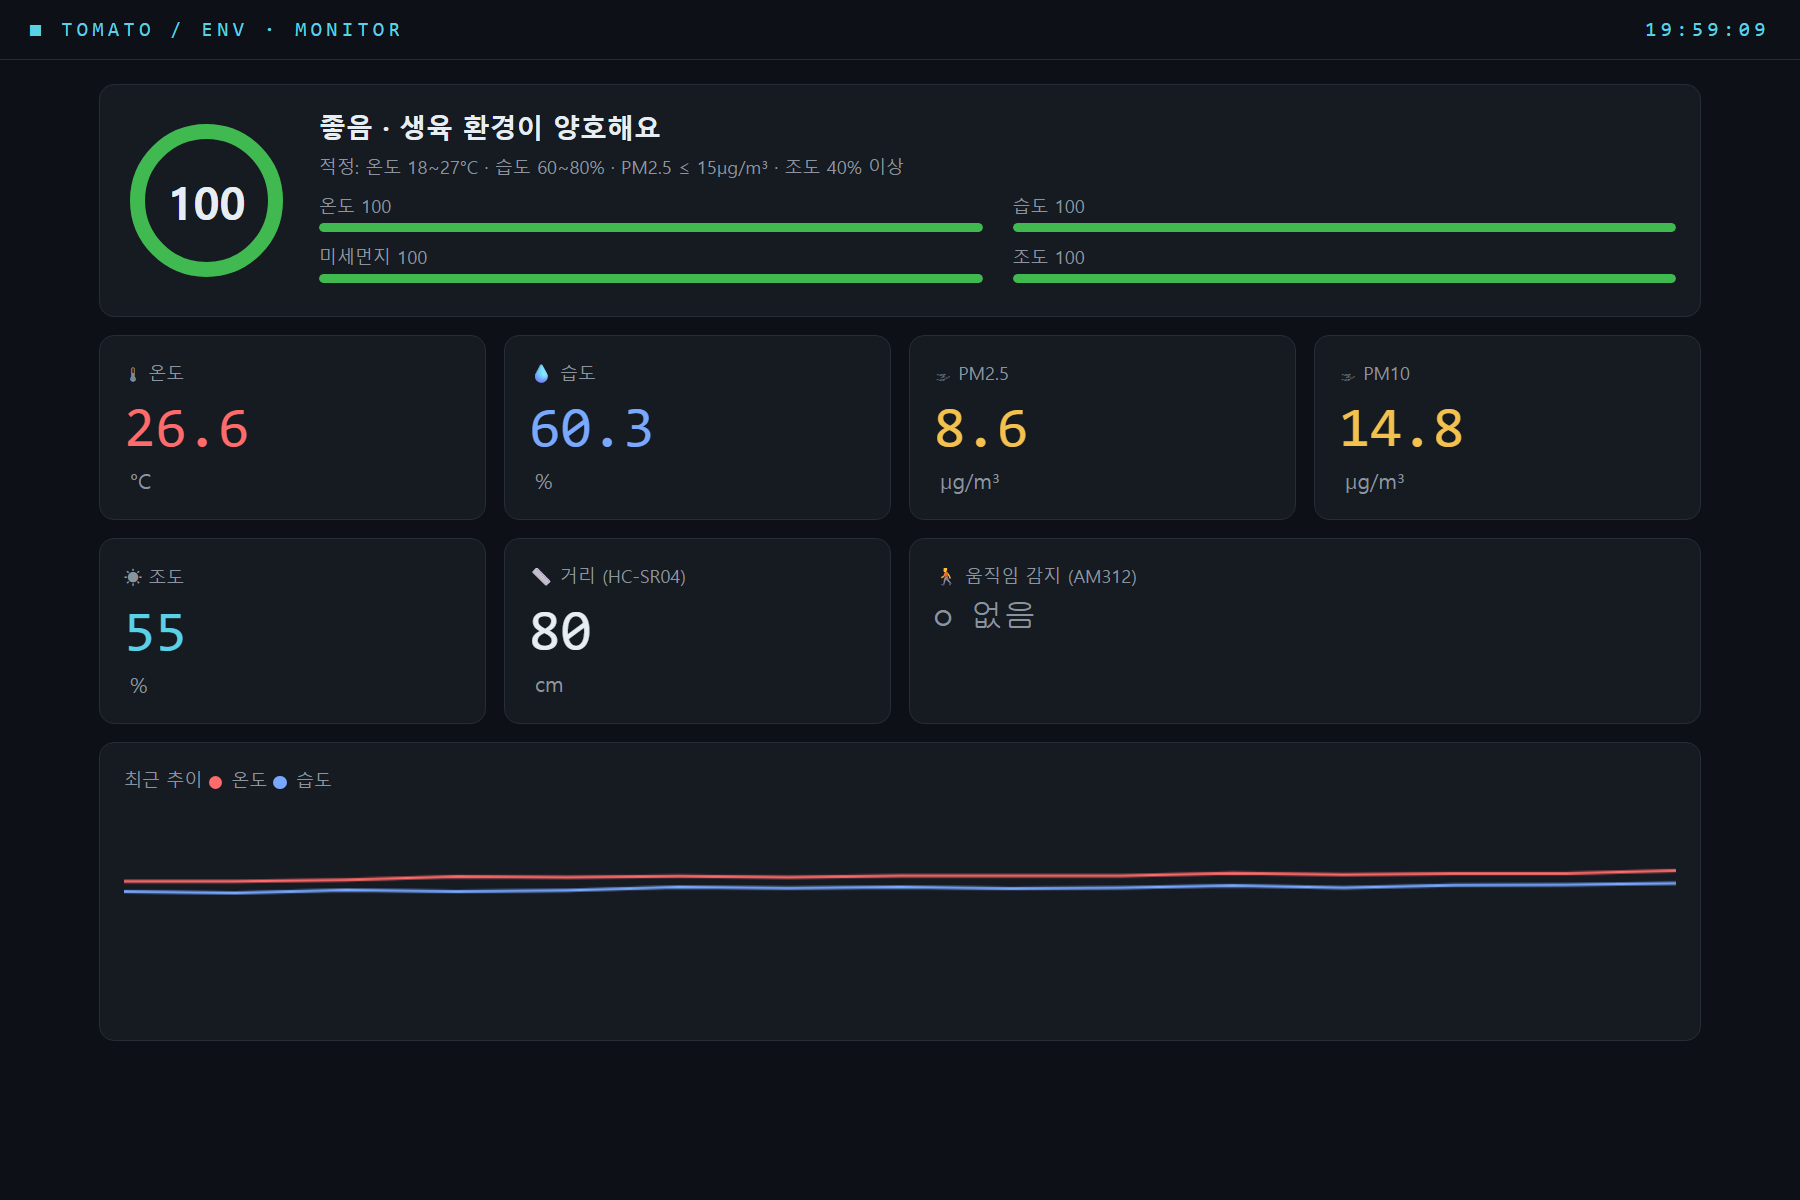 TOMATO / ENV · MONITOR
19:59:09
100
좋음 · 생육 환경이 양호해요
적정: 온도 18~27°C · 습도 60~80% · PM2.5 ≤ 15µg/m³ · 조도 40% 이상
온도 100
습도 100
미세먼지 100
조도 100
온도
26.6
°C
습도
60.3
%
PM2.5
8.6
µg/m³
PM10
14.8
µg/m³
조도
55
%
거리 (HC-SR04)
80
cm
움직임 감지 (AM312)
○ 없음
최근 추이 ● 온도 ● 습도